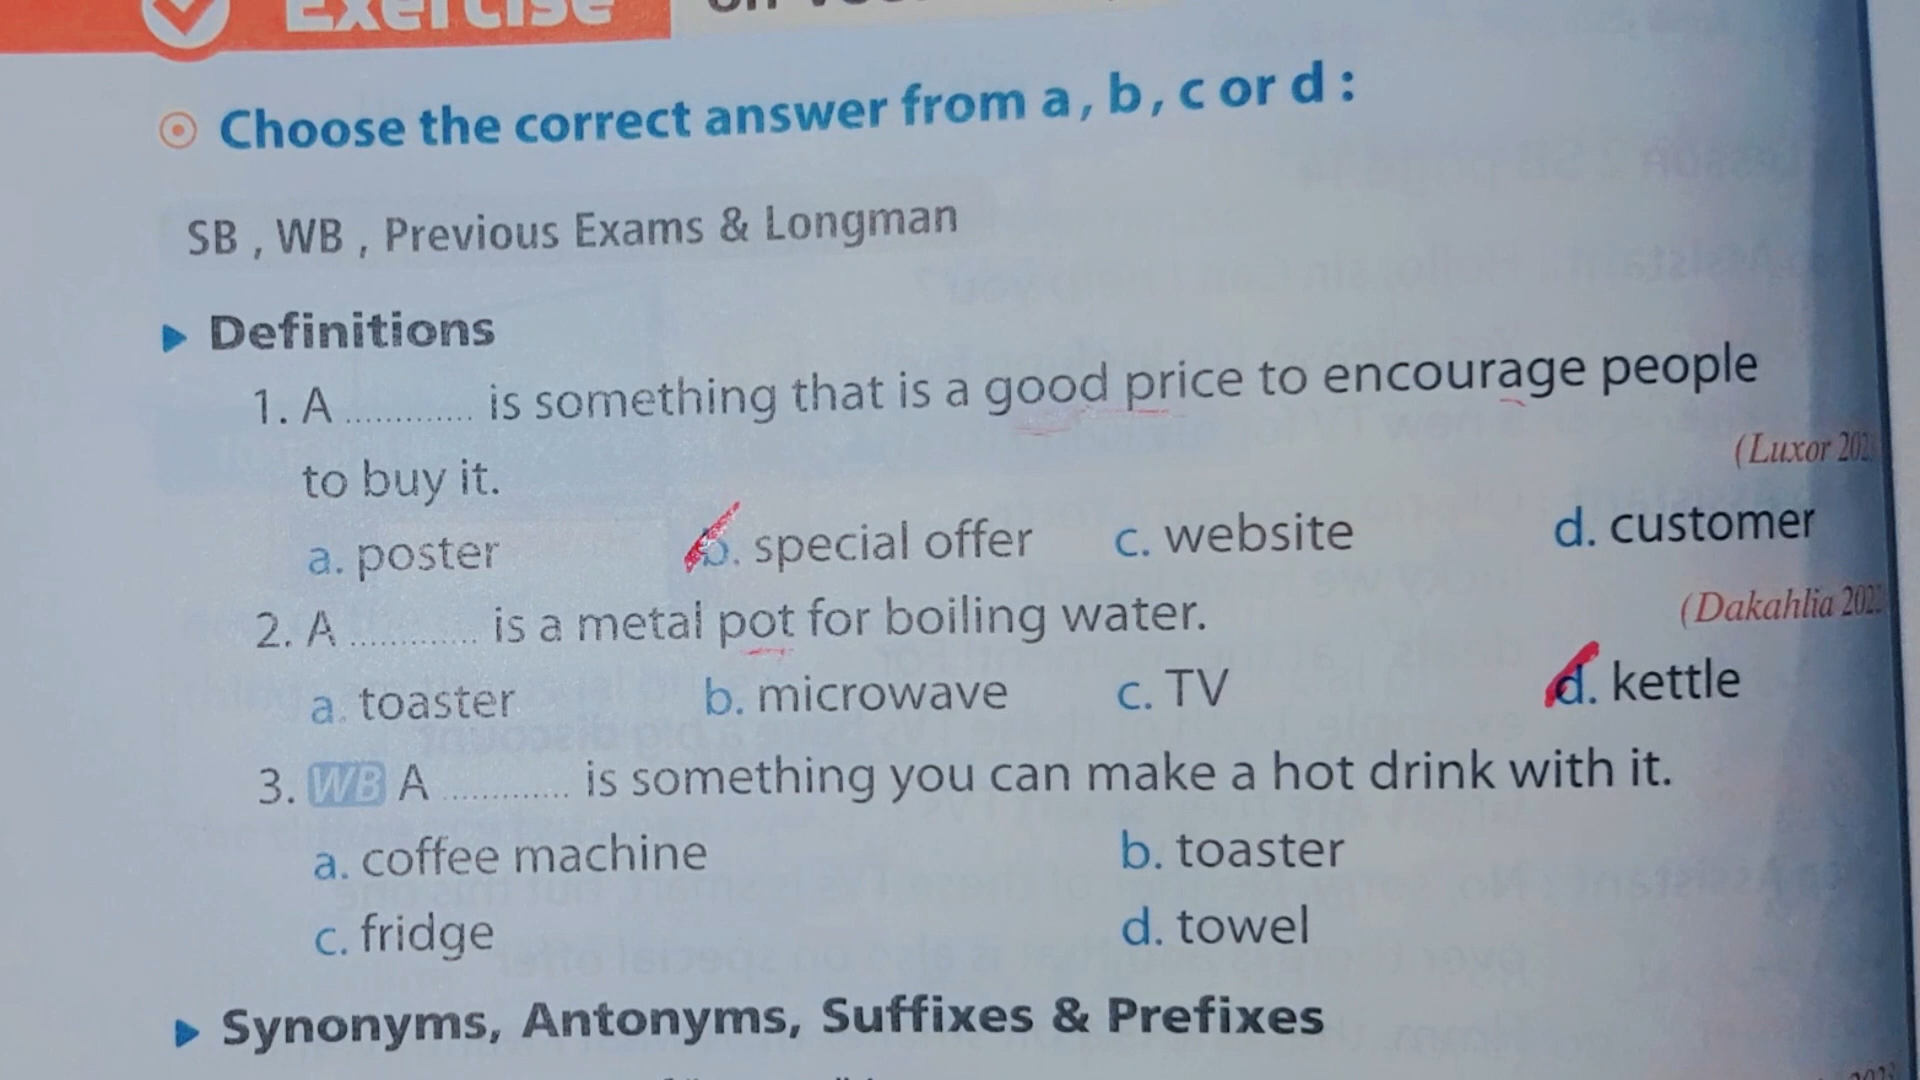 Exercise
Choose the correct answer from a, b, c or d :
SB , WB , Previous Exams & Longman
Definitions
1. A ............ is something that is a good price to encourage people
(Luxor
to buy it.
a. poster b. special offer c. website d. customer
2. A ............ is a metal pot for boiling water.
(Dakahlia
a. toaster b. microwave c. TV d. kettle
3. WB A ............ is something you can make a hot drink with it.
a. coffee machine b. toaster
c. fridge d. towel
Synonyms, Antonyms, Suffixes & Prefixes